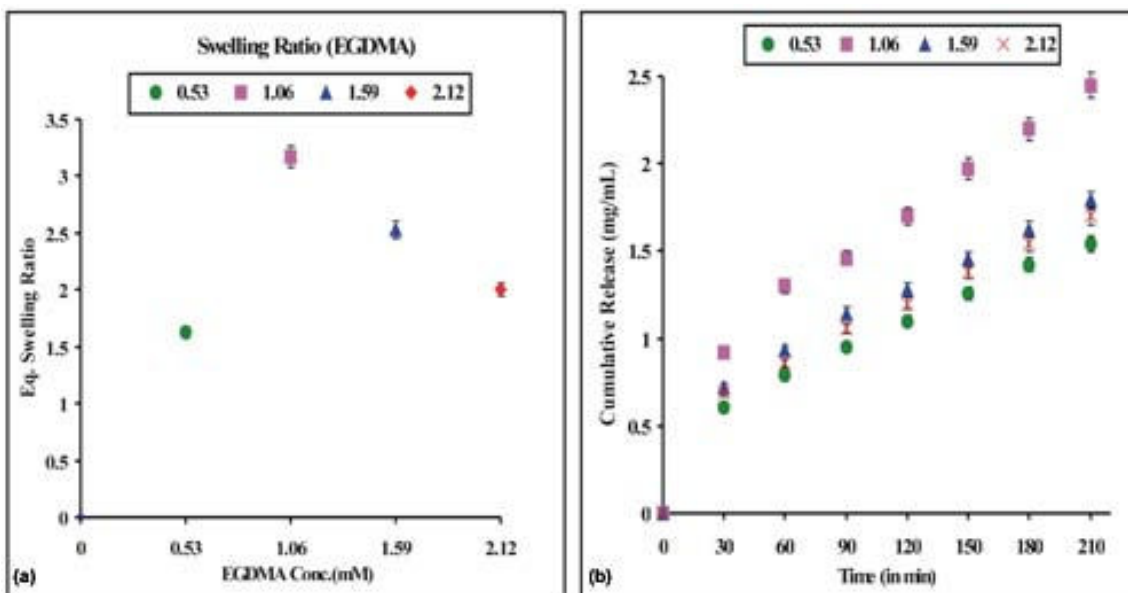 Swelling Ratio (EGDMA)
0.53 1.06 1.59 2.12
3.5
3
2.5
2
1.5
1
0.5
0
Eq. Swelling Ratio
0 0.53 1.06 1.59 2.12
EGDMA Conc.(mM)
(a)
0.53 1.06 1.59 2.12
2.5
2
1.5
1
0.5
0
Cumulative Release (mg/mL)
0 30 60 90 120 150 180 210
Time (in min)
(b)